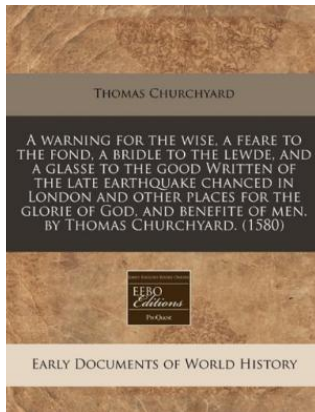 Thomas Churchyard
A warning for the wise, a feare to
the fond, a bridle to the lewde, and
a glasse to the good Written of
the late earthquake chanced in
London and other places for the
glorie of God, and benefite of men.
by Thomas Churchyard. (1580)
EEBO
Editions
ProQuest
Early Documents of World History